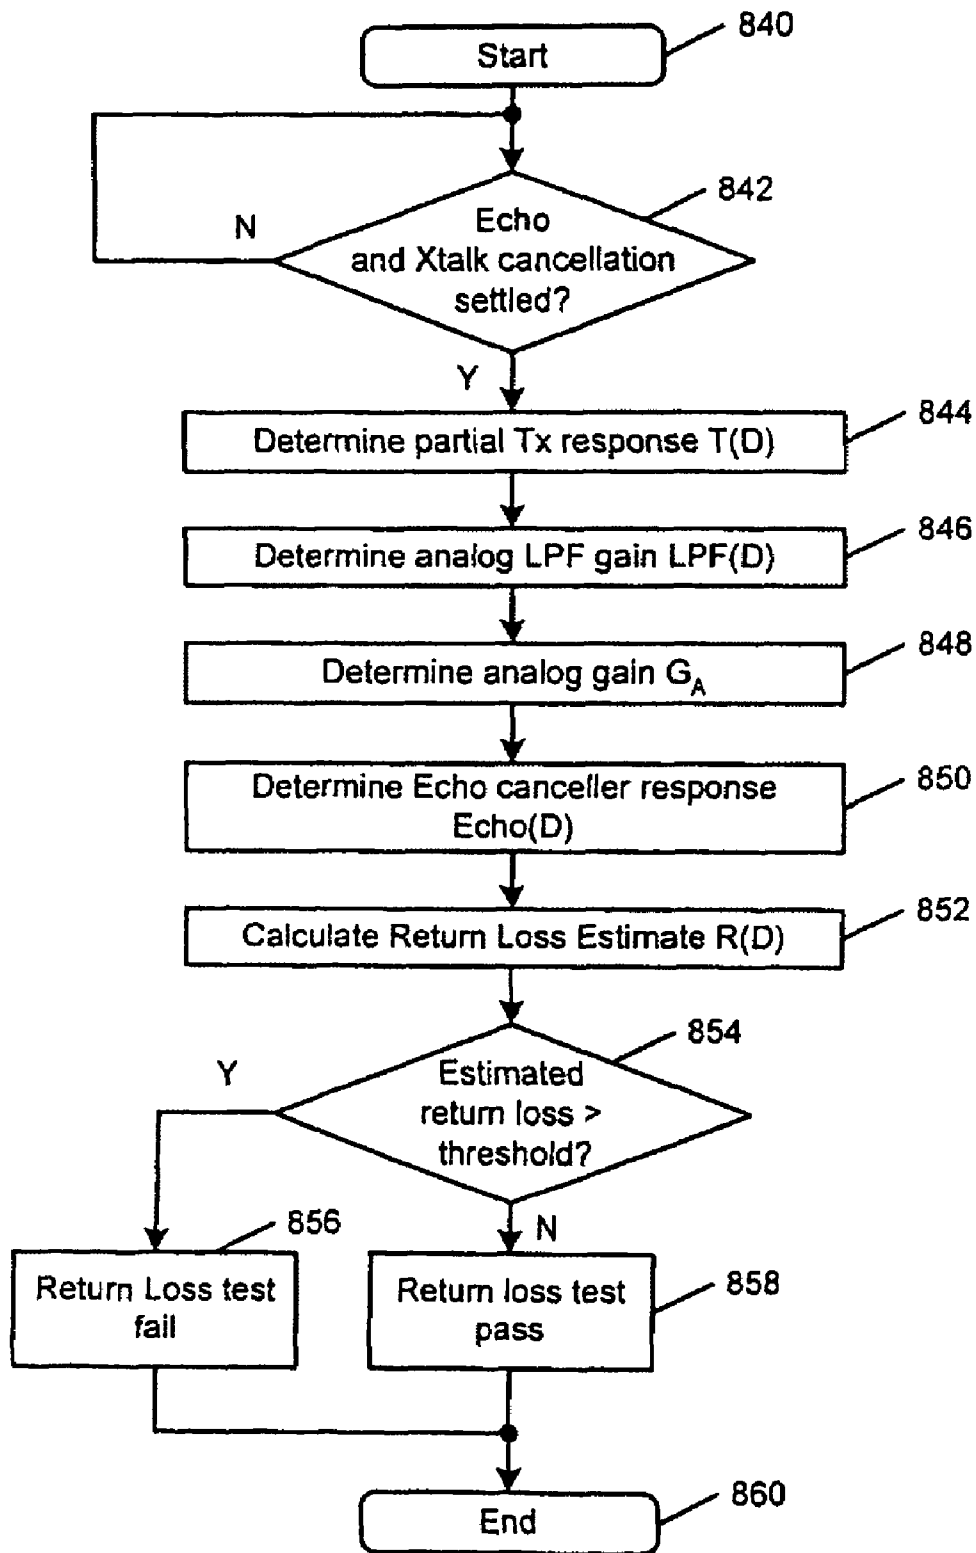 840
Start
842
N
Echo
and Xtalk cancellation
settled?
Y
844
Determine partial Tx response T(D)
846
Determine analog LPF gain LPF(D)
848
Determine analog gain G_A
850
Determine Echo canceller response
Echo(D)
852
Calculate Return Loss Estimate R(D)
854
Y
Estimated
return loss >
threshold?
856
N
Return Loss test
fail
858
Return loss test
pass
860
End